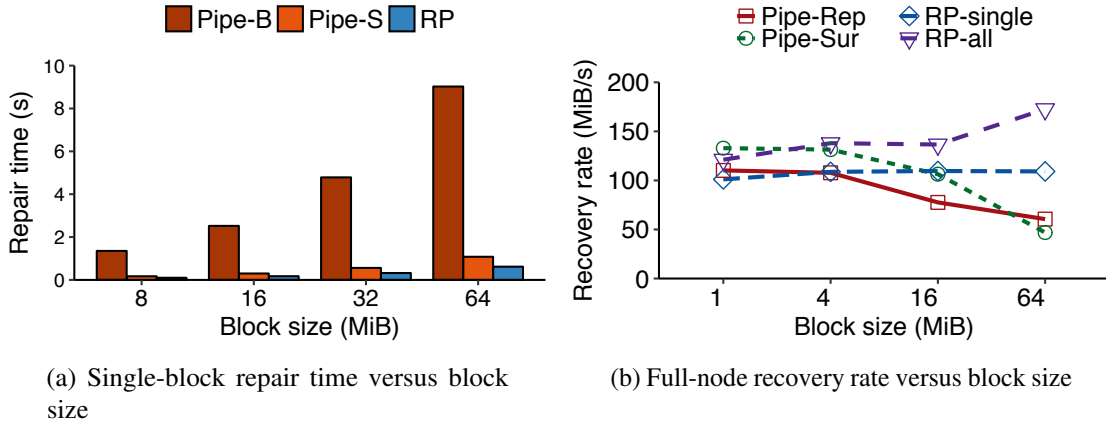 Pipe-B Pipe-S RP
Repair time (s)
10
8
6
4
2
0
8 16 32 64
Block size (MiB)
(a) Single-block repair time versus block
size
Pipe-Rep RP-single
Pipe-Sur RP-all
Recovery rate (MiB/s)
200
150
100
50
0
1 4 16 64
Block size (MiB)
(b) Full-node recovery rate versus block size